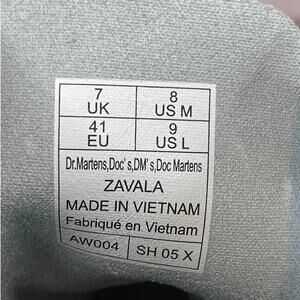 7 8
UK US M
41 9
EU US L
Dr.Martens,Doc's,DM's,Doc Martens
ZAVALA
MADE IN VIETNAM
Fabriqué en Vietnam
AW004 SH 05 X